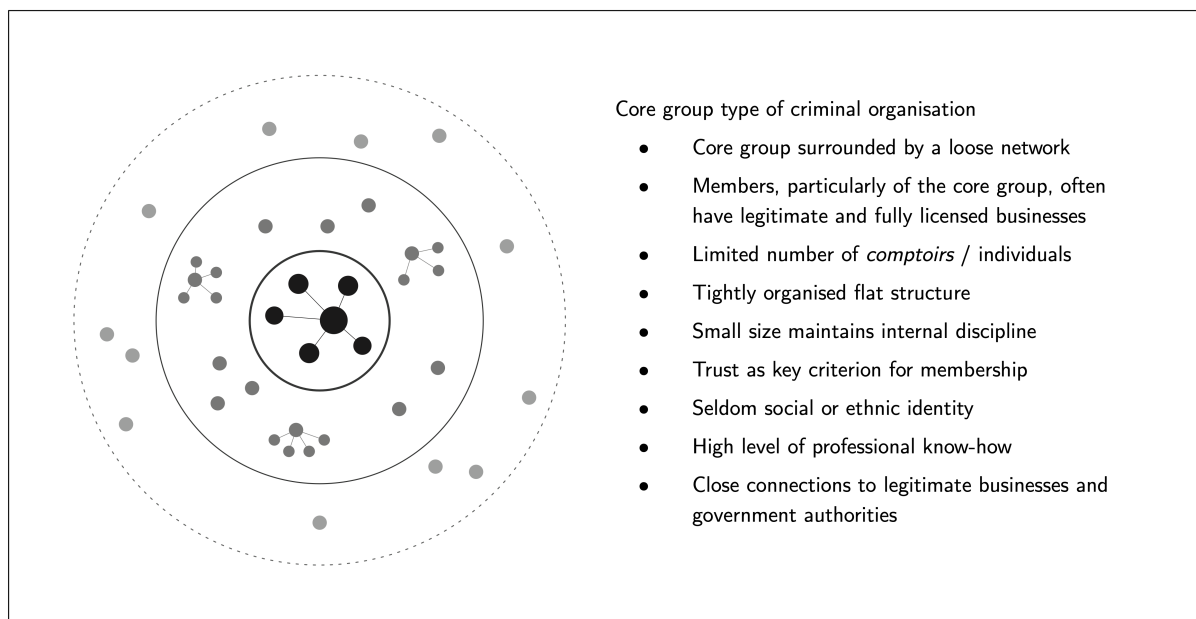 Core group type of criminal organisation
● Core group surrounded by a loose network
● Members, particularly of the core group, often
have legitimate and fully licensed businesses
● Limited number of comptoirs / individuals
● Tightly organised flat structure
● Small size maintains internal discipline
● Trust as key criterion for membership
● Seldom social or ethnic identity
● High level of professional know-how
● Close connections to legitimate businesses and
government authorities